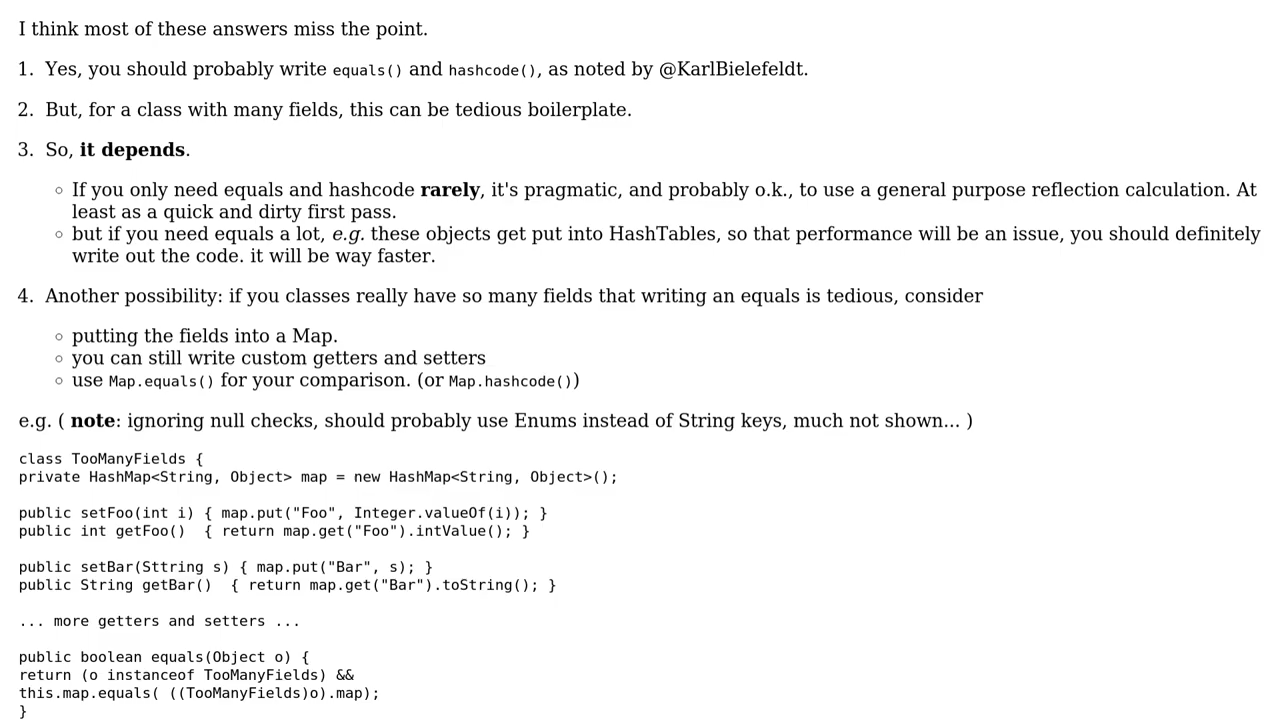 I think most of these answers miss the point.
1. Yes, you should probably write equals() and hashcode(), as noted by @KarlBielefeldt.
2. But, for a class with many fields, this can be tedious boilerplate.
3. So, it depends.
◦ If you only need equals and hashcode rarely, it's pragmatic, and probably o.k., to use a general purpose reflection calculation. At
least as a quick and dirty first pass.
◦ but if you need equals a lot, e.g. these objects get put into HashTables, so that performance will be an issue, you should definitely
write out the code. it will be way faster.
4. Another possibility: if you classes really have so many fields that writing an equals is tedious, consider
◦ putting the fields into a Map.
◦ you can still write custom getters and setters
◦ use Map.equals() for your comparison. (or Map.hashcode())
e.g. ( note: ignoring null checks, should probably use Enums instead of String keys, much not shown... )
class TooManyFields {
private HashMap<String, Object> map = new HashMap<String, Object>();
public setFoo(int i) { map.put("Foo", Integer.valueOf(i)); }
public int getFoo()  { return map.get("Foo").intValue(); }
public setBar(Sttring s) { map.put("Bar", s); }
public String getBar()  { return map.get("Bar").toString(); }
... more getters and setters ...
public boolean equals(Object o) {
return (o instanceof TooManyFields) &&
this.map.equals( ((TooManyFields)o).map);
}